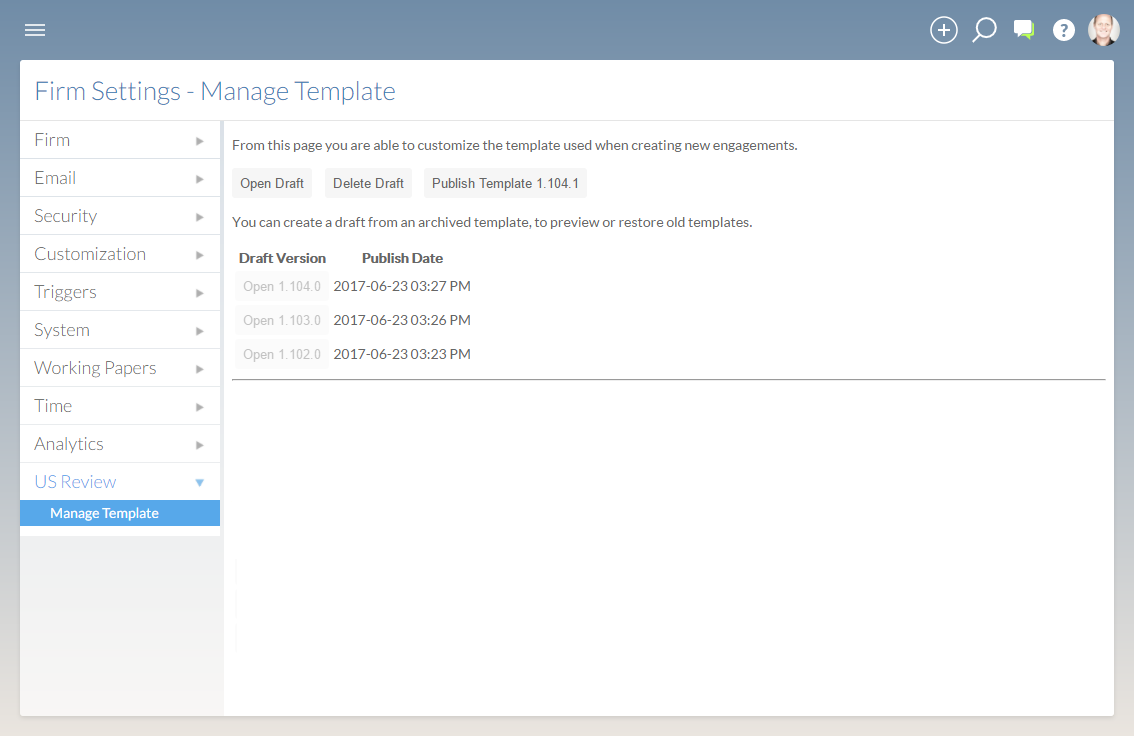 ?
Firm Settings - Manage Template
Firm
Email
Security
Customization
Triggers
System
Working Papers
Time
Analytics
US Review
Manage Template
From this page you are able to customize the template used when creating new engagements.
Open Draft Delete Draft Publish Template 1.104.1
You can create a draft from an archived template, to preview or restore old templates.
Draft Version Publish Date
Open 1.104.0 2017-06-23 03:27 PM
Open 1.103.0 2017-06-23 03:26 PM
Open 1.102.0 2017-06-23 03:23 PM